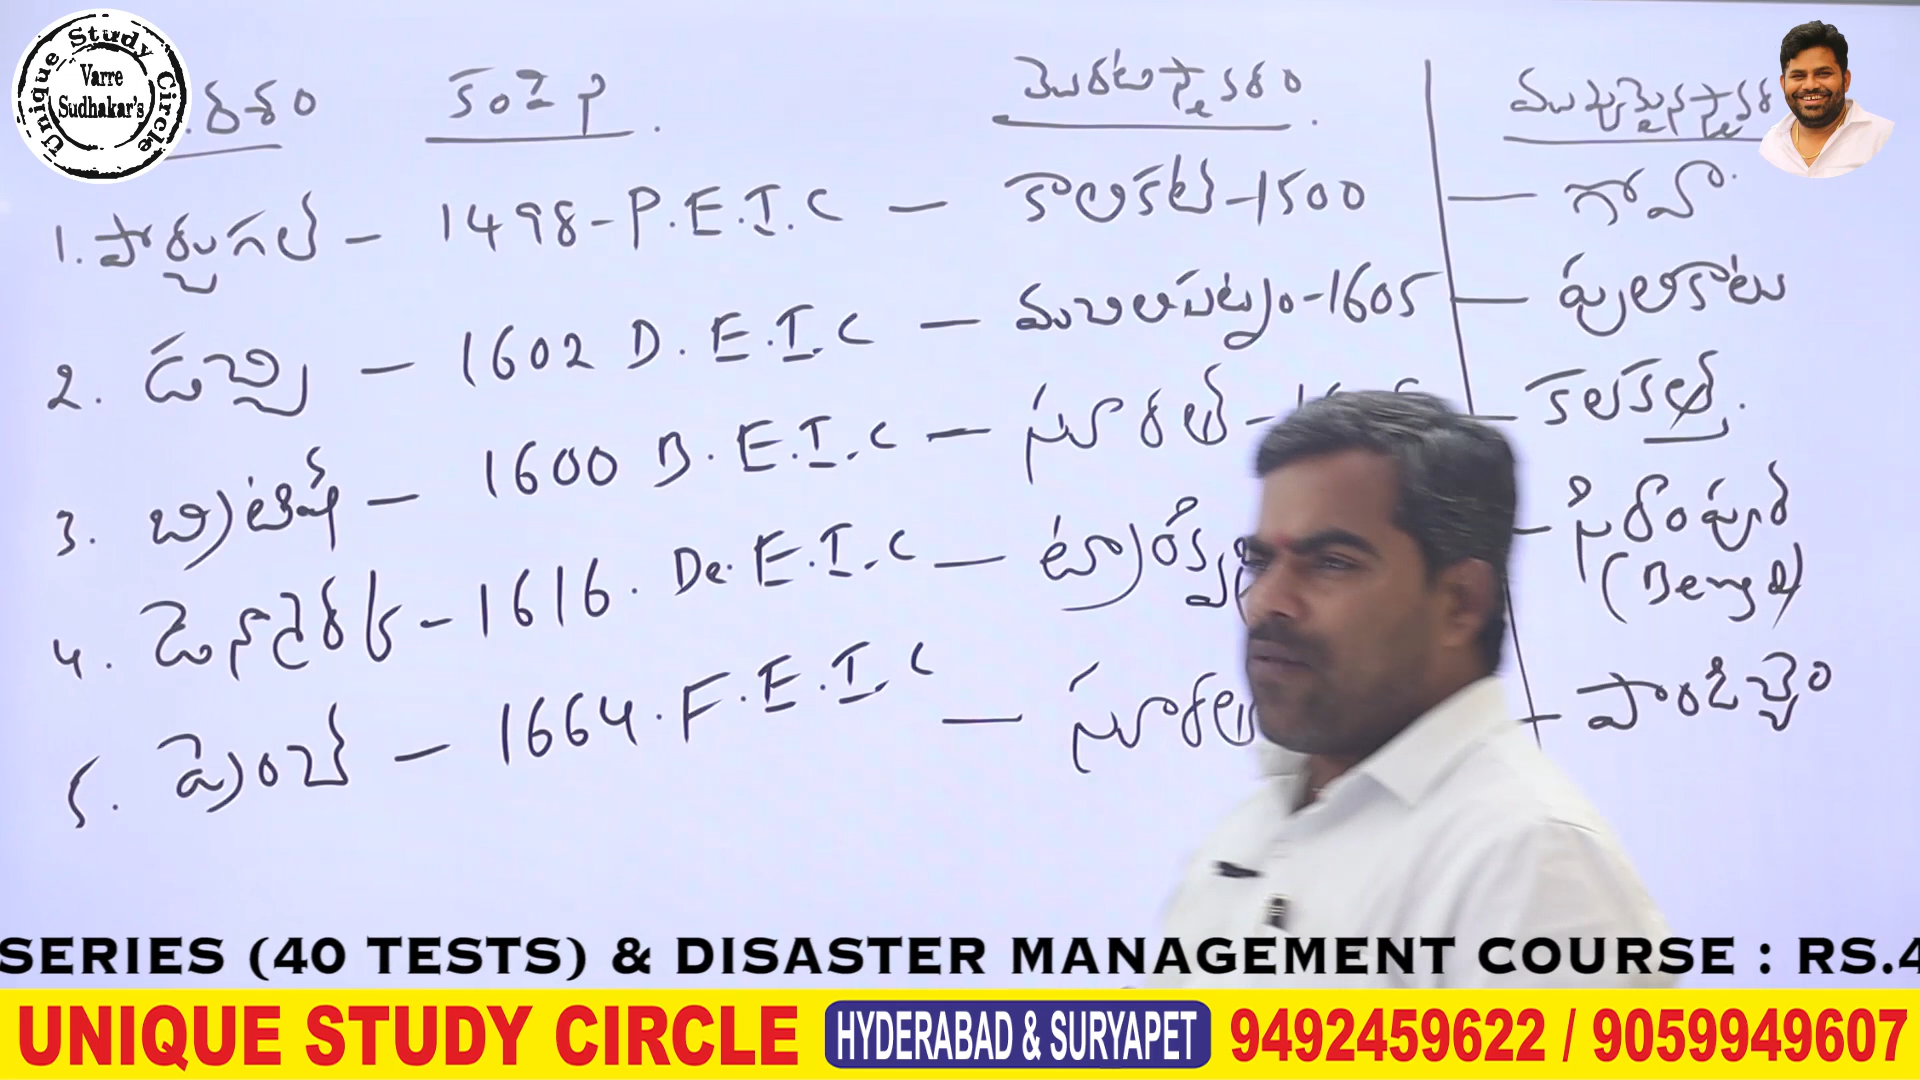 Unique Study Circle
Varre
Sudhakar's
దేశం కంపెనీ మొదటి స్థావరం ముఖ్యమైన స్థావర
1. పోర్చుగల్ - 1498 - P.E.I.C - కాలికట్ - 1500 - గోవా
2. డచ్చి - 1602 D.E.I.C - మచిలీపట్నం - 1605 - పులికాట్
3. బ్రిటిష్ - 1600 B.E.I.C - సూరత్ - కలకత్తా
4. డెన్మార్క్ - 1616. De.E.I.C - సిరాంపూర్
(Bengal)
5. ఫ్రెంచ్ - 1664. F.E.I.C - సూరత్ - పాండిచ్చేరి
SERIES (40 TESTS) & DISASTER MANAGEMENT COURSE : RS.4
UNIQUE STUDY CIRCLE HYDERABAD & SURYAPET 9492459622 / 9059949607